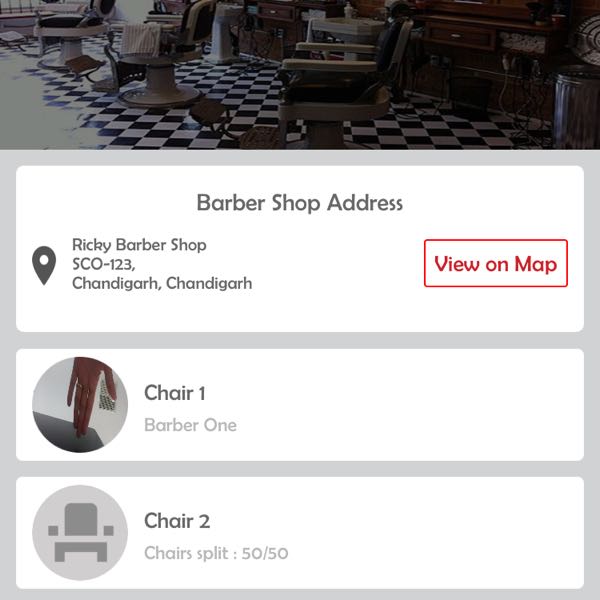 Barber Shop Address
Ricky Barber Shop
SCO-123,
Chandigarh, Chandigarh
View on Map
Chair 1
Barber One
Chair 2
Chairs split : 50/50